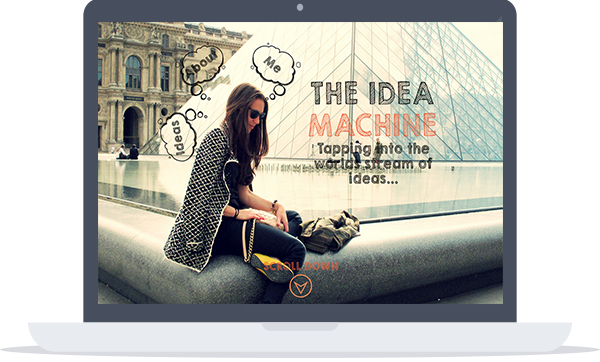 About
Me
Ideas
THE IDEA
MACHINE
Tapping into the
worlds stream of
ideas...
SCROLL DOWN